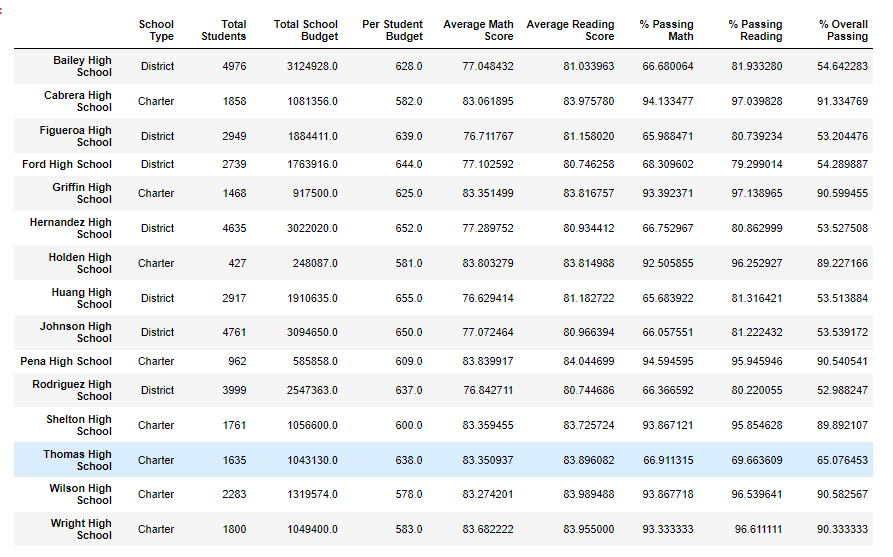 School Type Total Students Total School Budget Per Student Budget Average Math Score Average Reading Score % Passing Math % Passing Reading % Overall Passing
Bailey High School District 4976 3124928.0 628.0 77.048432 81.033963 66.680064 81.933280 54.642283
Cabrera High School Charter 1858 1081356.0 582.0 83.061895 83.975780 94.133477 97.039828 91.334769
Figueroa High School District 2949 1884411.0 639.0 76.711767 81.158020 65.988471 80.739234 53.204476
Ford High School District 2739 1763916.0 644.0 77.102592 80.746258 68.309602 79.299014 54.289887
Griffin High School Charter 1468 917500.0 625.0 83.351499 83.816757 93.392371 97.138965 90.599455
Hernandez High School District 4635 3022020.0 652.0 77.289752 80.934412 66.752967 80.862999 53.527508
Holden High School Charter 427 248087.0 581.0 83.803279 83.814988 92.505855 96.252927 89.227166
Huang High School District 2917 1910635.0 655.0 76.629414 81.182722 65.683922 81.316421 53.513884
Johnson High School District 4761 3094650.0 650.0 77.072464 80.966394 66.057551 81.222432 53.539172
Pena High School Charter 962 585858.0 609.0 83.839917 84.044699 94.594595 95.945946 90.540541
Rodriguez High School District 3999 2547363.0 637.0 76.842711 80.744686 66.366592 80.220055 52.988247
Shelton High School Charter 1761 1056600.0 600.0 83.359455 83.725724 93.867121 95.854628 89.892107
Thomas High School Charter 1635 1043130.0 638.0 83.350937 83.896082 66.911315 69.663609 65.076453
Wilson High School Charter 2283 1319574.0 578.0 83.274201 83.989488 93.867718 96.539641 90.582567
Wright High School Charter 1800 1049400.0 583.0 83.682222 83.955000 93.333333 96.611111 90.333333